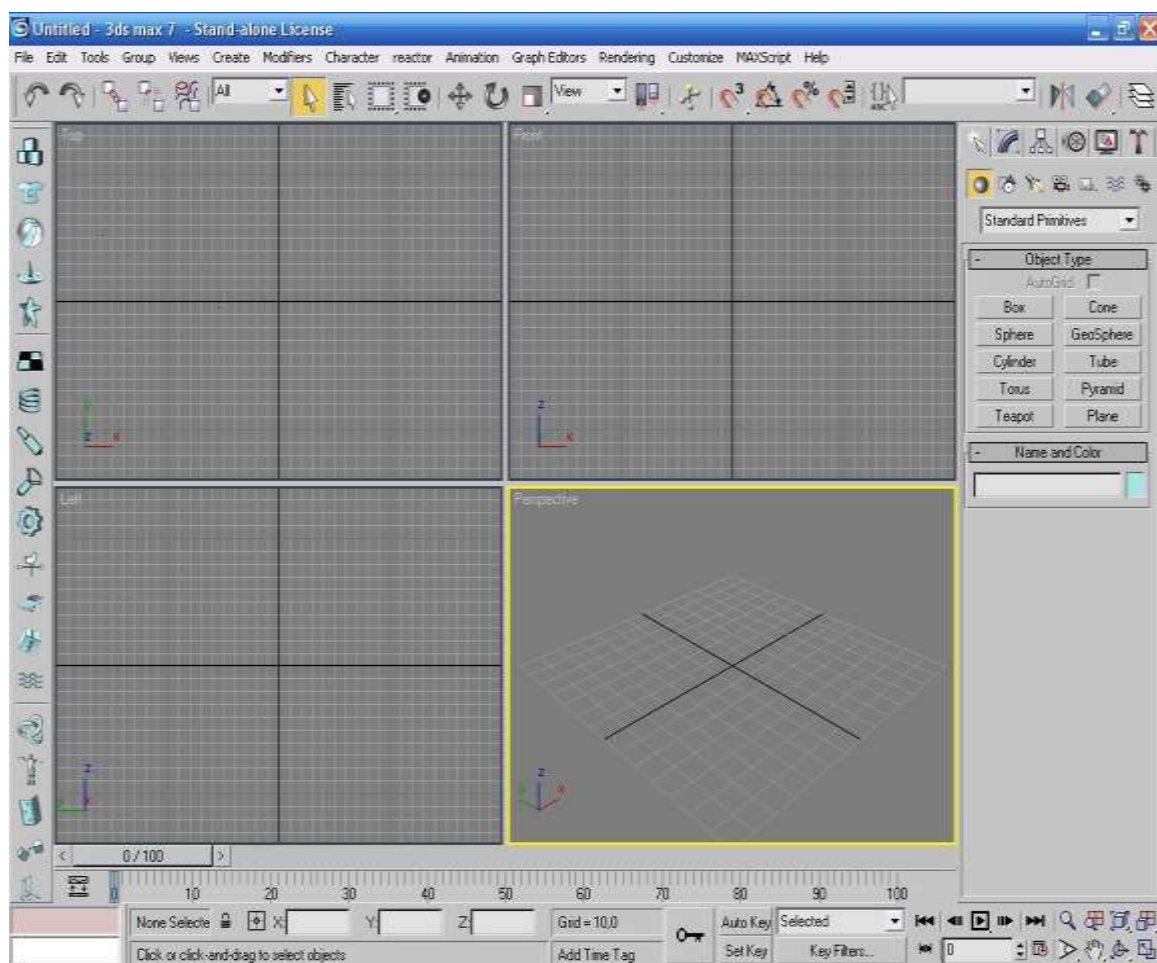 Untitled - 3ds max 7 - Stand-alone License
File Edit Tools Group Views Create Modifiers Character reactor Animation Graph Editors Rendering Customize MAXScript Help
All View
Top Front
Standard Primitives
- Object Type
AutoGrid
Box Cone
Sphere GeoSphere
Cylinder Tube
Torus Pyramid
Teapot Plane
- Name and Color
Y Z X
Z X
Left Perspective
Z
Z X
0 / 100
0 10 20 30 40 50 60 70 80 90 100
None Selecte X: Y: Z: Grid = 10,0 Auto Key Selected
Click or click-and-drag to select objects Add Time Tag Set Key Key Filters... 0